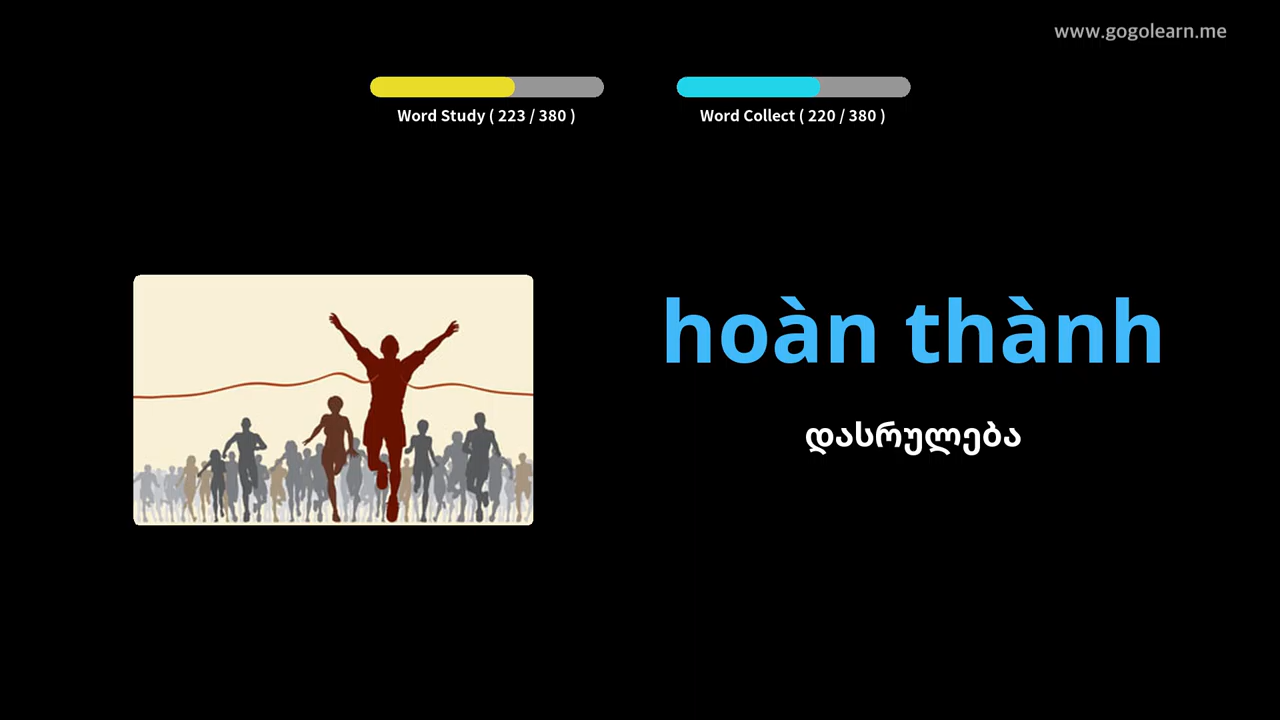 www.gogolearn.me
Word Study ( 223 / 380 )
Word Collect ( 220 / 380 )
hoàn thành
დასრულება